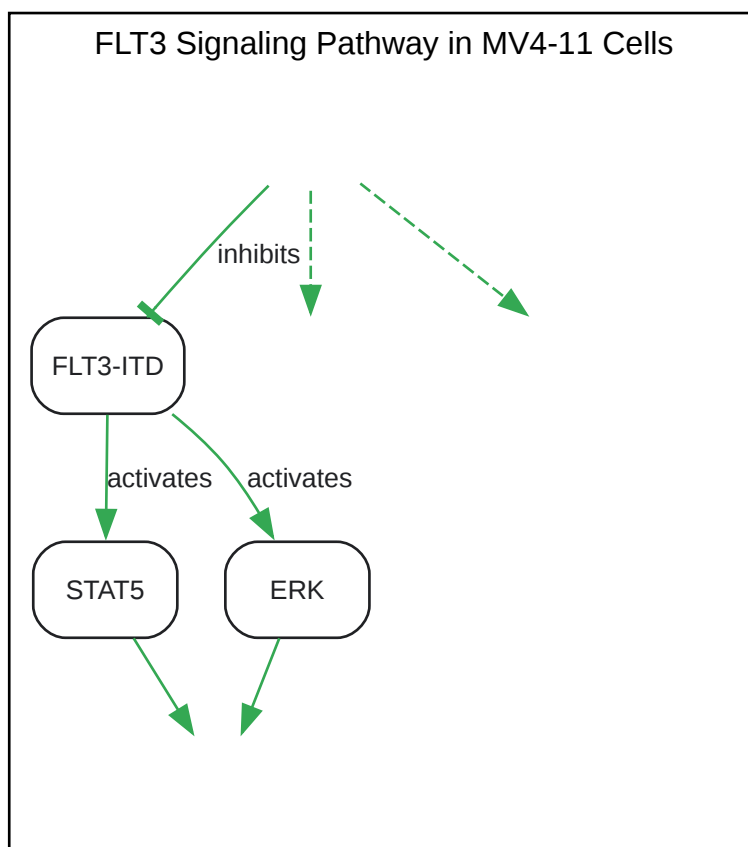 FLT3 Signaling Pathway in MV4-11 Cells
inhibits
FLT3-ITD
activates
activates
STAT5
ERK